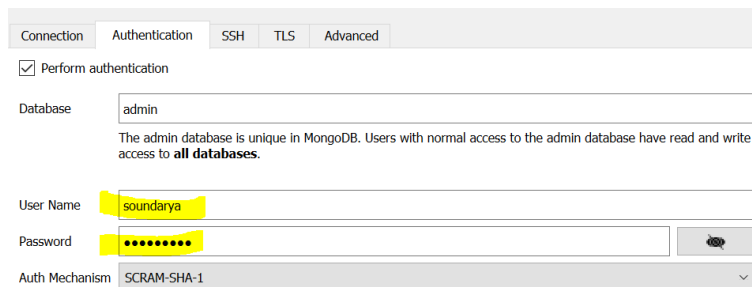 Connection Authentication SSH TLS Advanced
Perform authentication
Database admin
The admin database is unique in MongoDB. Users with normal access to the admin database have read and write
access to all databases.
User Name soundarya
Password ●●●●●●●●●
Auth Mechanism SCRAM-SHA-1